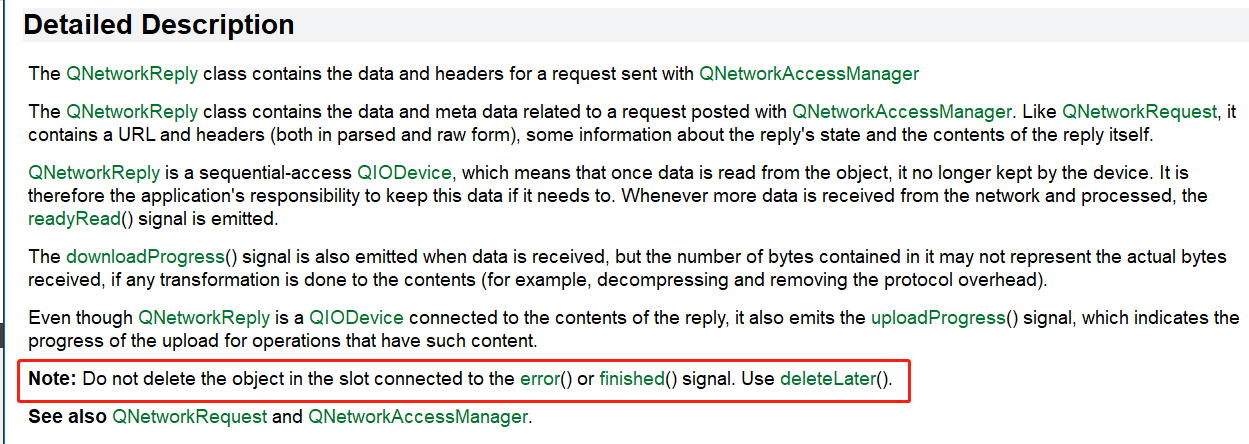 Detailed Description
The QNetworkReply class contains the data and headers for a request sent with QNetworkAccessManager
The QNetworkReply class contains the data and meta data related to a request posted with QNetworkAccessManager. Like QNetworkRequest, it
contains a URL and headers (both in parsed and raw form), some information about the reply's state and the contents of the reply itself.
QNetworkReply is a sequential-access QIODevice, which means that once data is read from the object, it no longer kept by the device. It is
therefore the application's responsibility to keep this data if it needs to. Whenever more data is received from the network and processed, the
readyRead() signal is emitted.
The downloadProgress() signal is also emitted when data is received, but the number of bytes contained in it may not represent the actual bytes
received, if any transformation is done to the contents (for example, decompressing and removing the protocol overhead).
Even though QNetworkReply is a QIODevice connected to the contents of the reply, it also emits the uploadProgress() signal, which indicates the
progress of the upload for operations that have such content.
Note: Do not delete the object in the slot connected to the error() or finished() signal. Use deleteLater().
See also QNetworkRequest and QNetworkAccessManager.